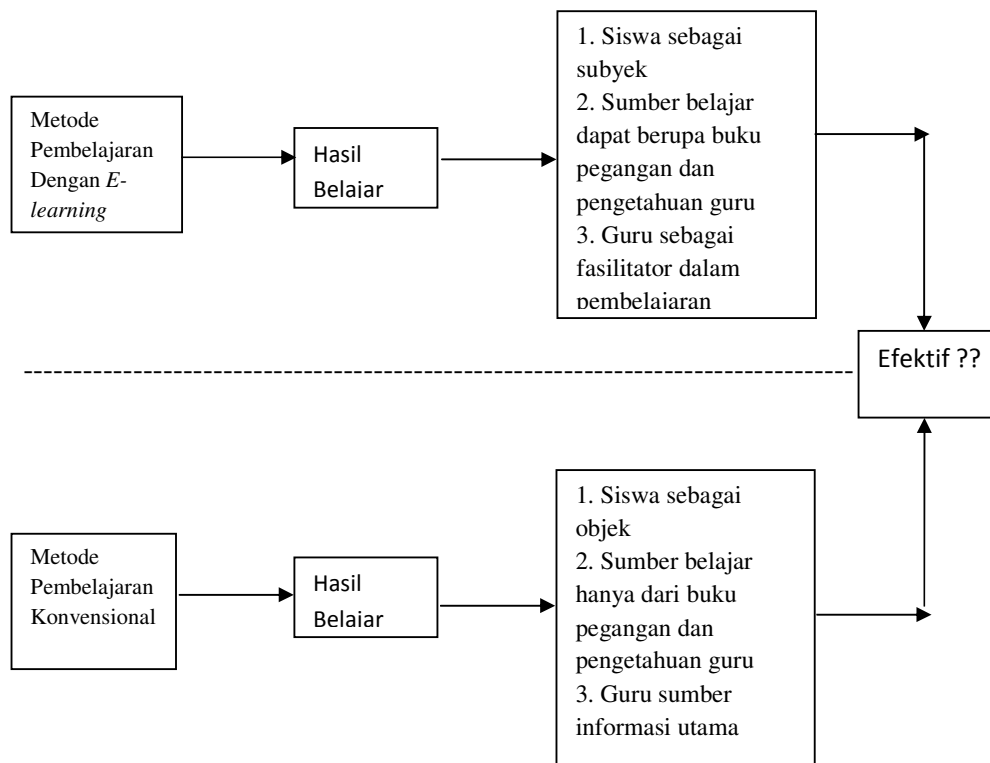 Metode
Pembelajaran
Dengan E-
learning
Hasil
Belajar
1. Siswa sebagai
subyek
2. Sumber belajar
dapat berupa buku
pegangan dan
pengetahuan guru
3. Guru sebagai
fasilitator dalam
pembelajaran
Efektif ??
Metode
Pembelajaran
Konvensional
Hasil
Belajar
1. Siswa sebagai
objek
2. Sumber belajar
hanya dari buku
pegangan dan
pengetahuan guru
3. Guru sumber
informasi utama